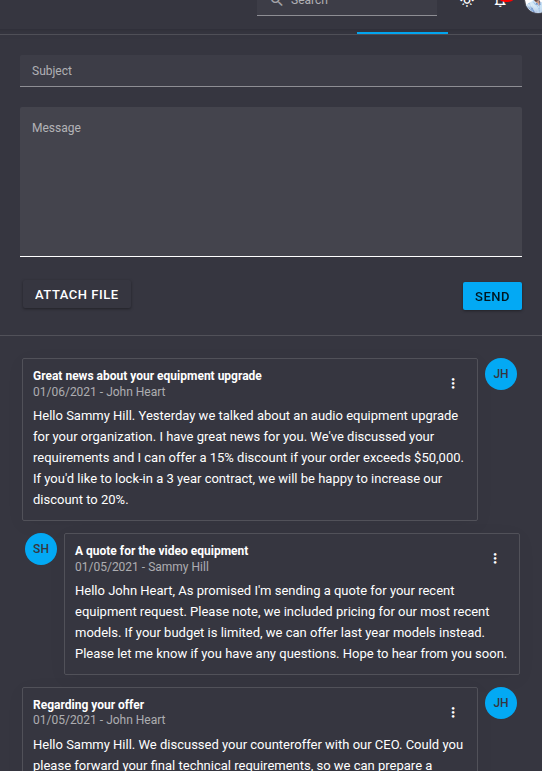 Search
Subject
Message
ATTACH FILE
SEND
Great news about your equipment upgrade
01/06/2021 - John Heart
JH
Hello Sammy Hill. Yesterday we talked about an audio equipment upgrade
for your organization. I have great news for you. We've discussed your
requirements and I can offer a 15% discount if your order exceeds $50,000.
If you'd like to lock-in a 3 year contract, we will be happy to increase our
discount to 20%.
SH
A quote for the video equipment
01/05/2021 - Sammy Hill
Hello John Heart, As promised I'm sending a quote for your recent
equipment request. Please note, we included pricing for our most recent
models. If your budget is limited, we can offer last year models instead.
Please let me know if you have any questions. Hope to hear from you soon.
Regarding your offer
01/05/2021 - John Heart
JH
Hello Sammy Hill. We discussed your counteroffer with our CEO. Could you
please forward your final technical requirements, so we can prepare a